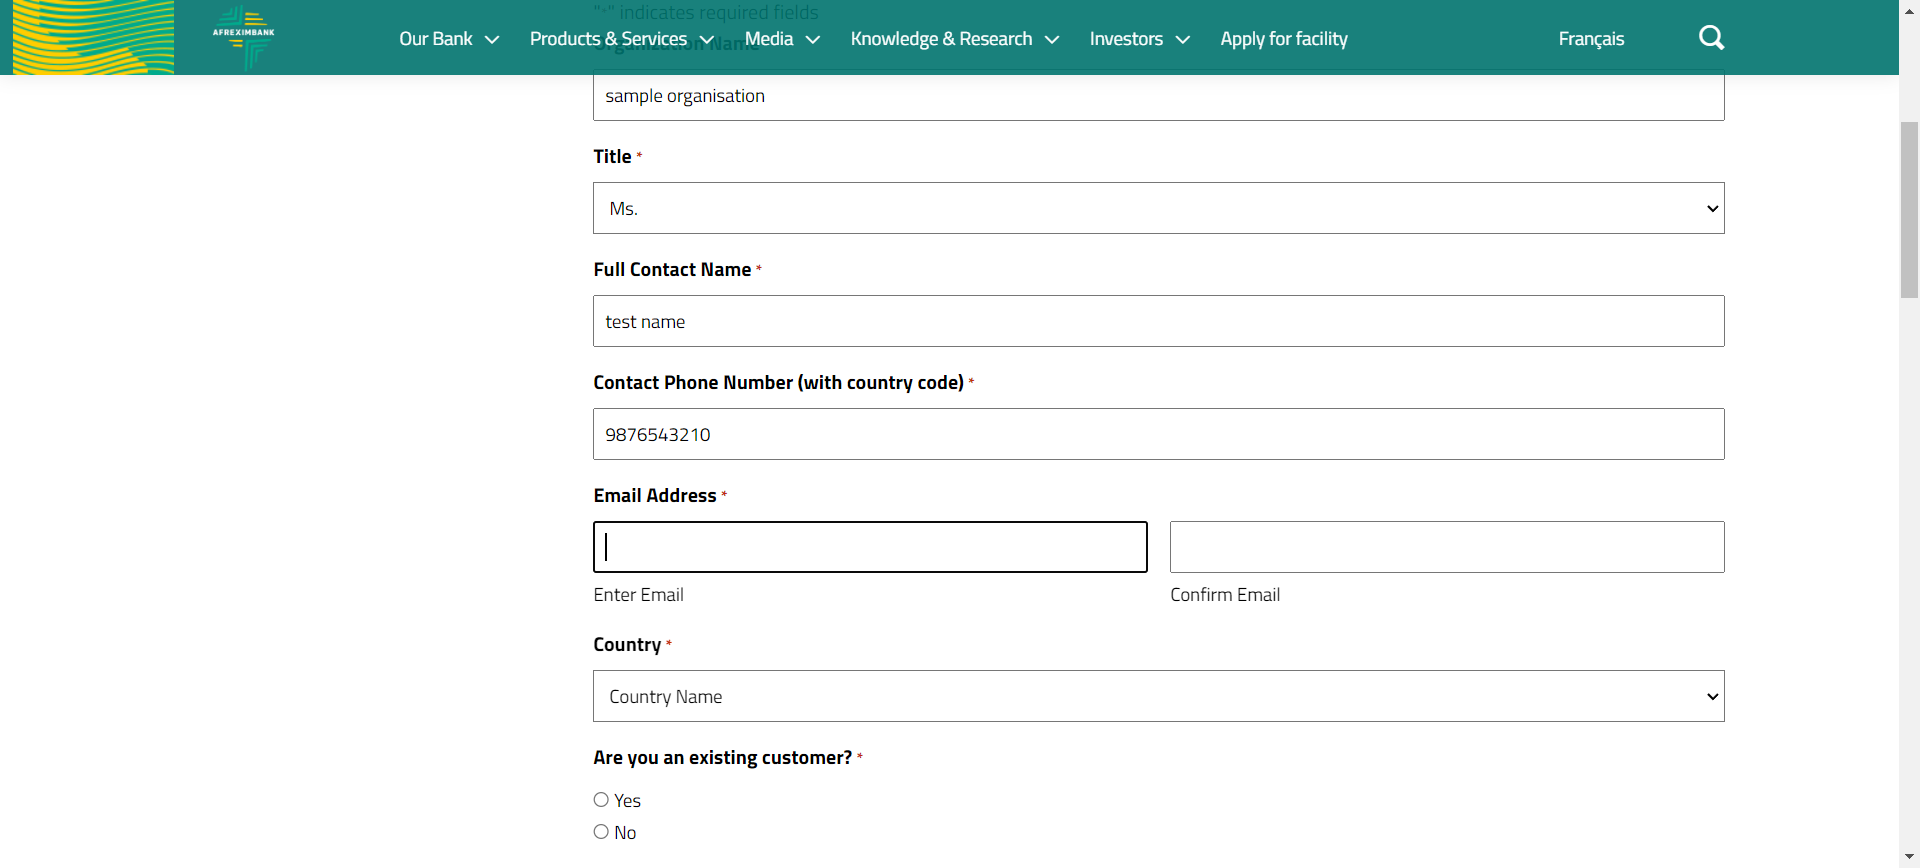 "*" indicates required fields
AFREXIMBANK
Our Bank Products & Services Media Knowledge & Research Investors Apply for facility Français
Organization Name
sample organisation
Title *
Ms.
Full Contact Name *
test name
Contact Phone Number (with country code) *
9876543210
Email Address *
Enter Email Confirm Email
Country *
Country Name
Are you an existing customer? *
Yes
No